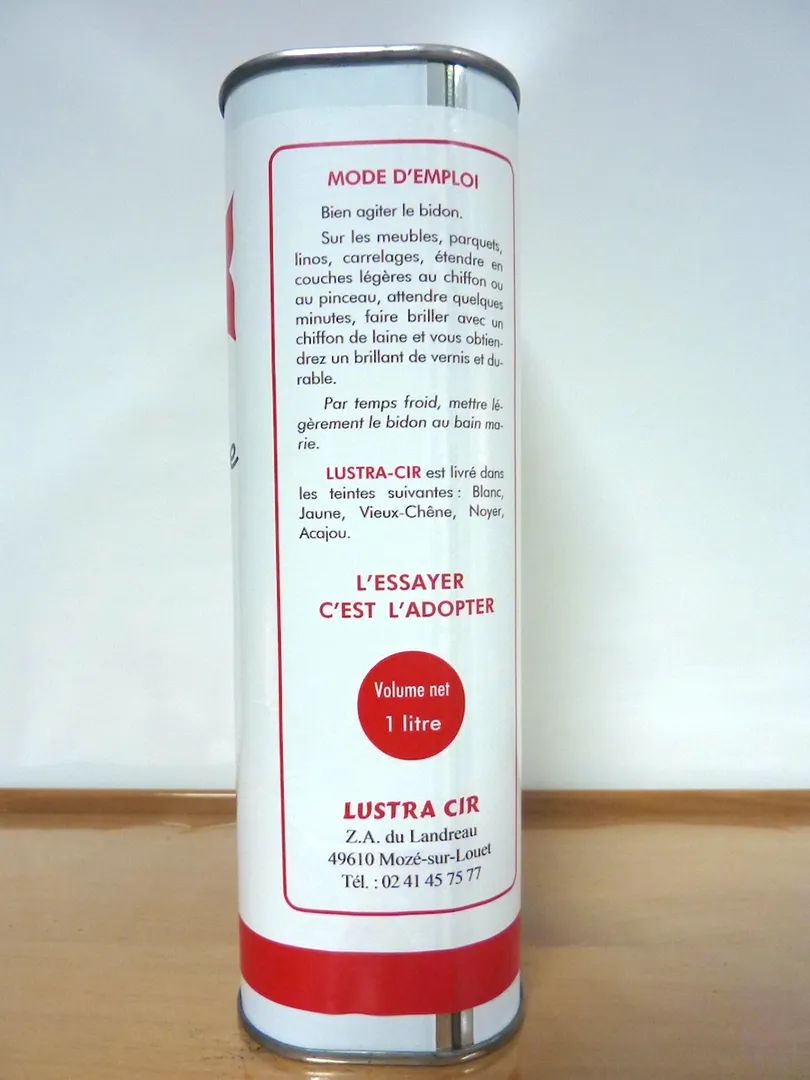 MODE D'EMPLOI
Bien agiter le bidon.
Sur les meubles, parquets,
linos, carrelages, étendre en
couches légères au chiffon ou
au pinceau, attendre quelques
minutes, faire briller avec un
chiffon de laine et vous obtien-
drez un brillant de vernis et du-
rable.
Par temps froid, mettre lé-
gèrement le bidon au bain ma-
rie.
LUSTRA-CIR est livré dans
les teintes suivantes : Blanc,
Jaune, Vieux-Chêne, Noyer,
Acajou.
L'ESSAYER
C'EST L'ADOPTER
Volume net
1 litre
LUSTRA CIR
Z.A. du Landreau
49610 Mozé-sur-Louet
Tél. : 02 41 45 75 77